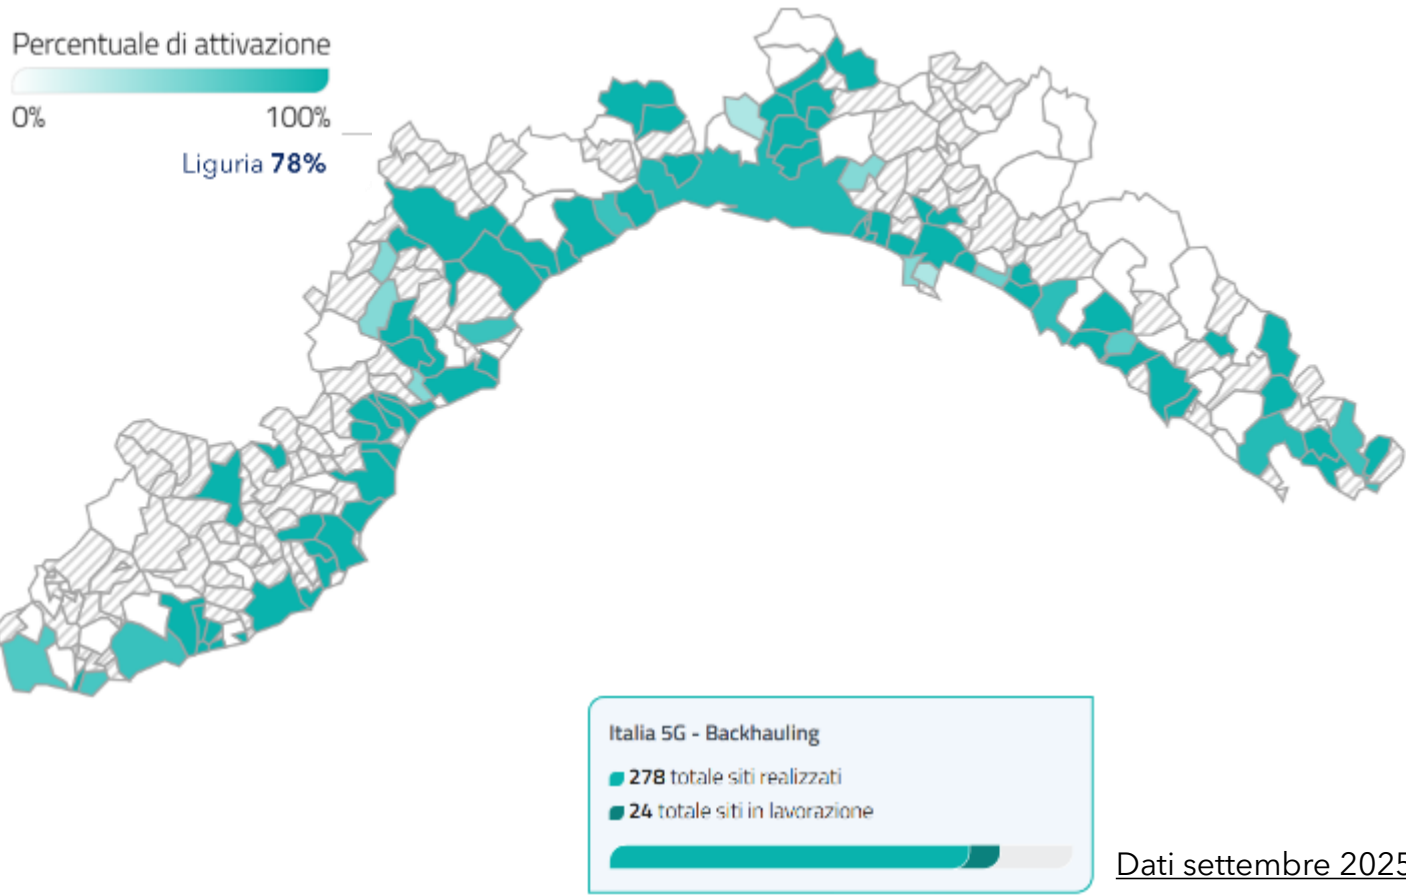 Percentuale di attivazione
0% 100%
Liguria 78%
Italia 5G - Backhauling
278 totale siti realizzati
24 totale siti in lavorazione
Dati settembre 2025